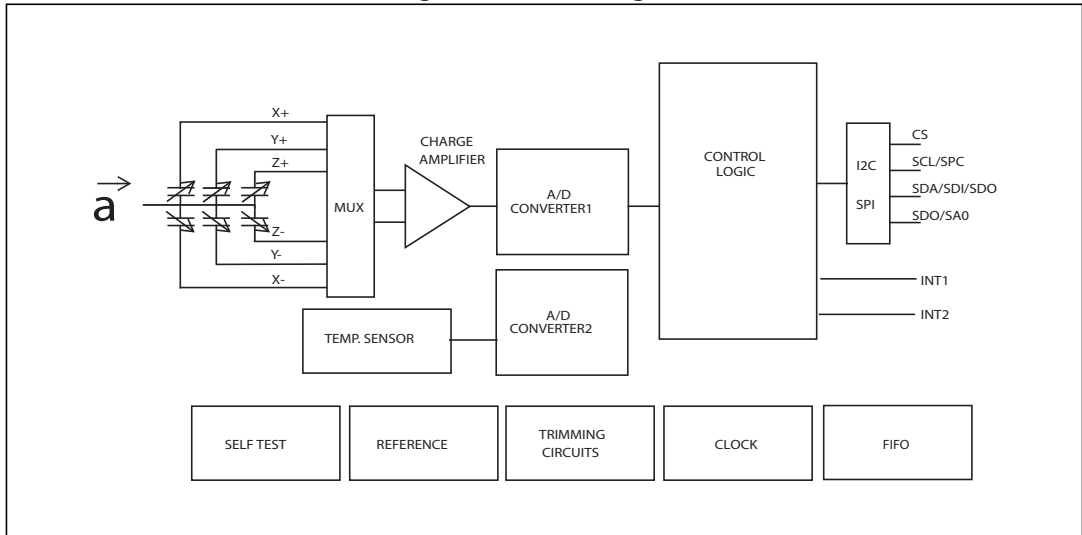 X+
Y+
Z+
a
Z-
Y-
X-
MUX
CHARGE
AMPLIFIER
A/D
CONVERTER1
CONTROL
LOGIC
I2C
SPI
CS
SCL/SPC
SDA/SDI/SDO
SDO/SA0
INT1
INT2
TEMP. SENSOR
A/D
CONVERTER2
SELF TEST
REFERENCE
TRIMMING
CIRCUITS
CLOCK
FIFO